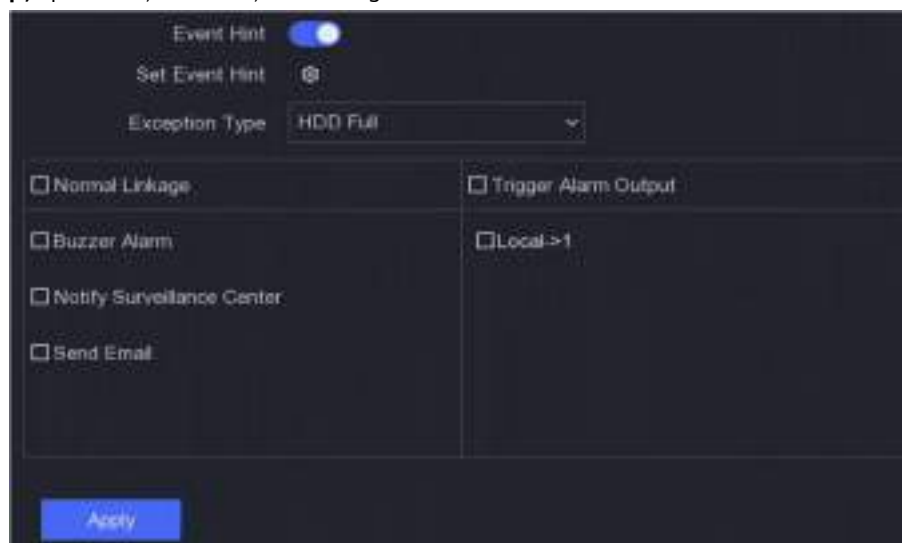 Event Hint
Set Event Hint
Exception Type HDD Full
Normal Linkage
Trigger Alarm Output
Buzzer Alarm
Local->1
Notify Surveillance Center
Send Email
Apply